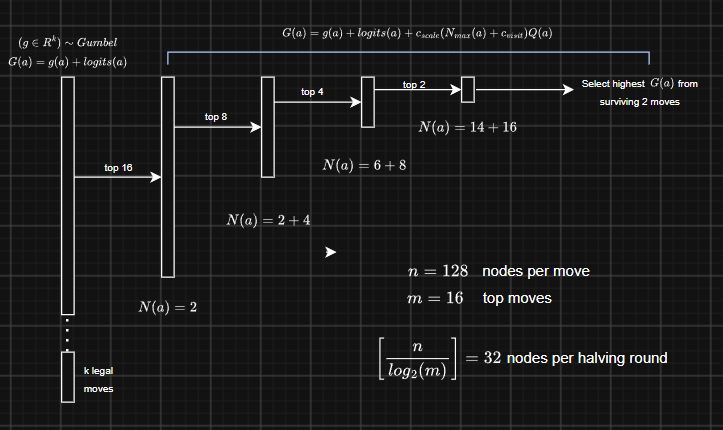 G(a) = g(a) + logits(a) + c_scale(N_max(a) + c_visit)Q(a)
(g ∈ R^k) ~ Gumbel
G(a) = g(a) + logits(a)
top 16
top 8
top 4
top 2
Select highest G(a) from
surviving 2 moves
N(a) = 14 + 16
N(a) = 6 + 8
N(a) = 2 + 4
N(a) = 2
n = 128 nodes per move
m = 16 top moves
[n / log_2(m)] = 32 nodes per halving round
k legal
moves